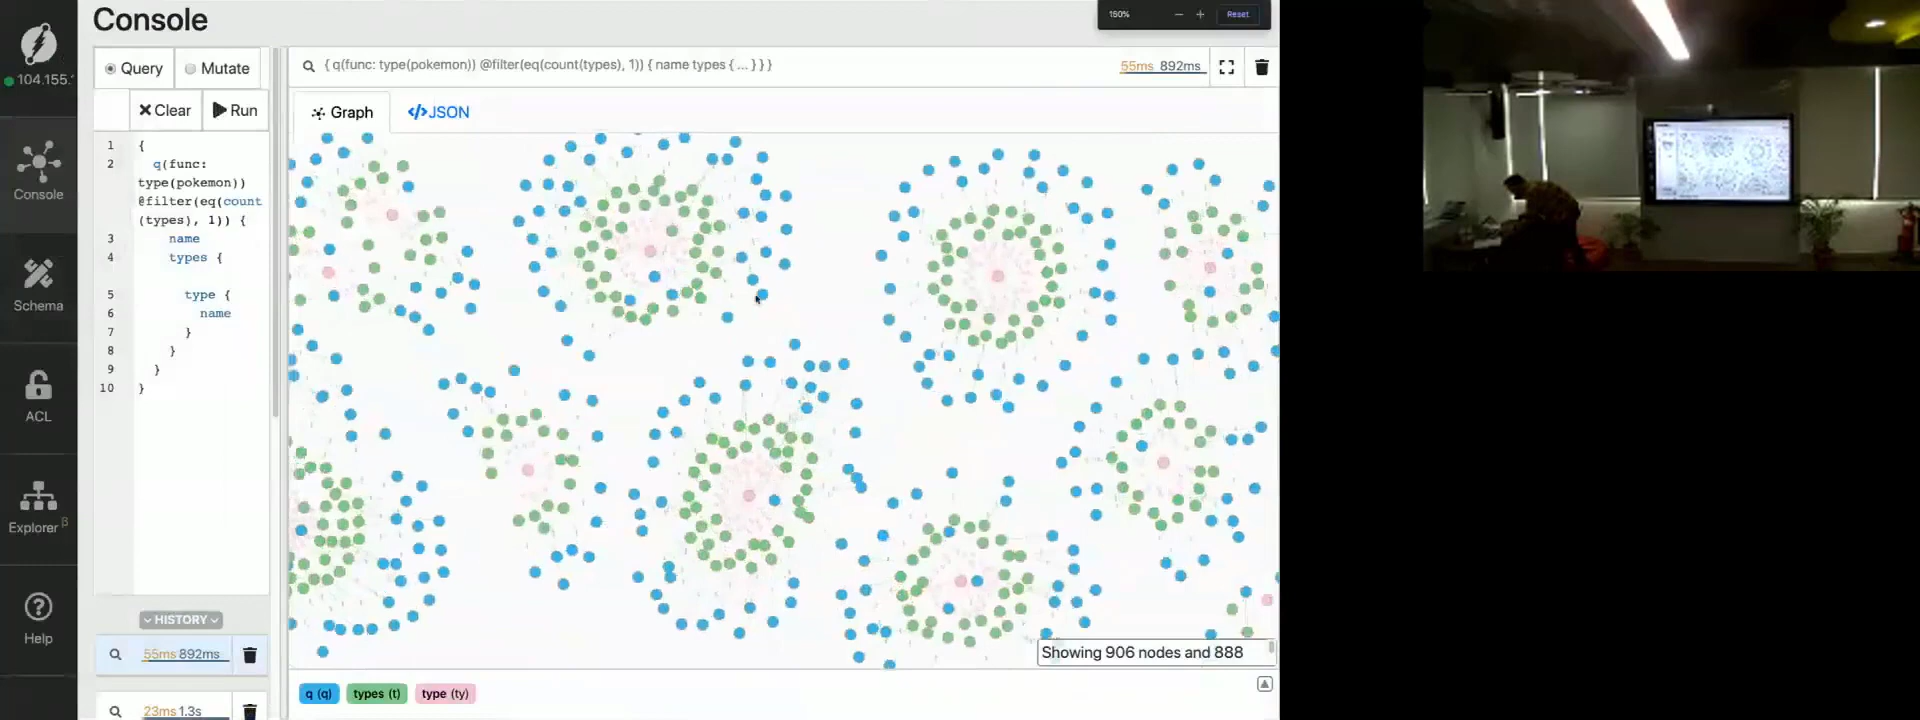 Console
150%
Reset
104.155.
Query
Mutate
{ q(func: type(pokemon)) @filter(eq(count(types), 1)) { name types { ... } } }
55ms 892ms
Clear
Run
Graph
JSON
1 {
2 q(func:
type(pokemon))
@filter(eq(count
(types), 1)) {
3 name
4 types {
5 type {
6 name
7 }
8 }
9 }
10 }
Console
Schema
ACL
Explorer β
Help
HISTORY
55ms 892ms
23ms 1.3s
Showing 906 nodes and 888
q (q)
types (t)
type (ty)